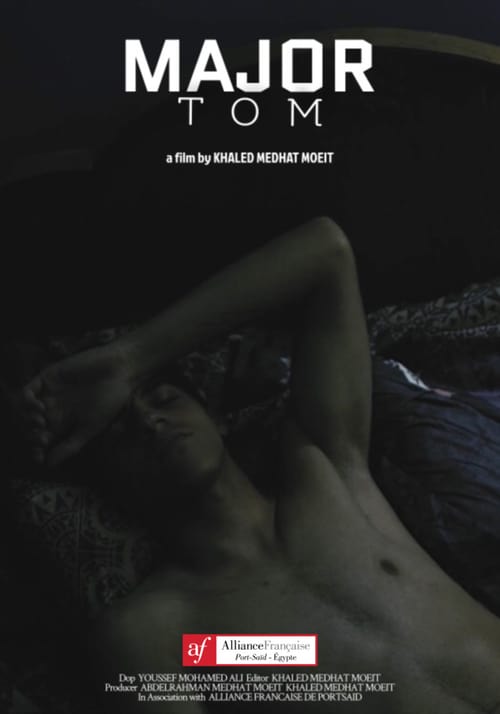 MAJOR
TOM
a film by KHALED MEDHAT MOEIT
af AllianceFrançaise
Port-Saïd - Égypte
Dop YOUSSEF MOHAMED ALI Editor KHALED MEDHAT MOEIT
Producer ABDELRAHMAN MEDHAT MOEIT KHALED MEDHAT MOEIT
In Association with ALLIANCE FRANCAISE DE PORTSAID